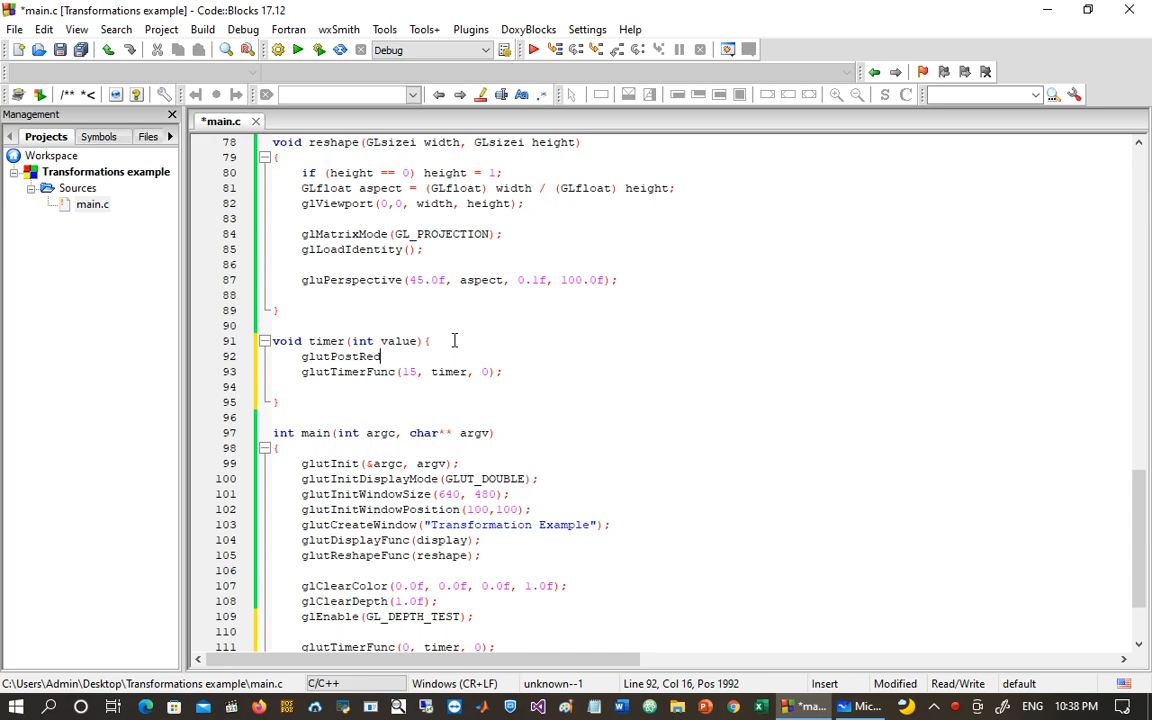 *main.c [Transformations example] - Code::Blocks 17.12
File Edit View Search Project Build Debug Fortran wxSmith Tools Tools+ Plugins DoxyBlocks Settings Help
Debug
/** *<
Aa .*
S C
Management
*main.c
Projects Symbols Files
Workspace
Transformations example
Sources
main.c
78 void reshape(GLsizei width, GLsizei height)
79 {
80 if (height == 0) height = 1;
81 GLfloat aspect = (GLfloat) width / (GLfloat) height;
82 glViewport(0,0, width, height);
83
84 glMatrixMode(GL_PROJECTION);
85 glLoadIdentity();
86
87 gluPerspective(45.0f, aspect, 0.1f, 100.0f);
88
89 }
90
91 void timer(int value){
92 glutPostRed
93 glutTimerFunc(15, timer, 0);
94
95 }
96
97 int main(int argc, char** argv)
98 {
99 glutInit(&argc, argv);
100 glutInitDisplayMode(GLUT_DOUBLE);
101 glutInitWindowSize(640, 480);
102 glutInitWindowPosition(100,100);
103 glutCreateWindow("Transformation Example");
104 glutDisplayFunc(display);
105 glutReshapeFunc(reshape);
106
107 glClearColor(0.0f, 0.0f, 0.0f, 1.0f);
108 glClearDepth(1.0f);
109 glEnable(GL_DEPTH_TEST);
110
111 glutTimerFunc(0, timer, 0);
C:\Users\Admin\Desktop\Transformations example\main.c C/C++ Windows (CR+LF) unknown--1 Line 92, Col 16, Pos 1992 Insert Modified Read/Write default
*ma... Mic... ENG 10:38 PM